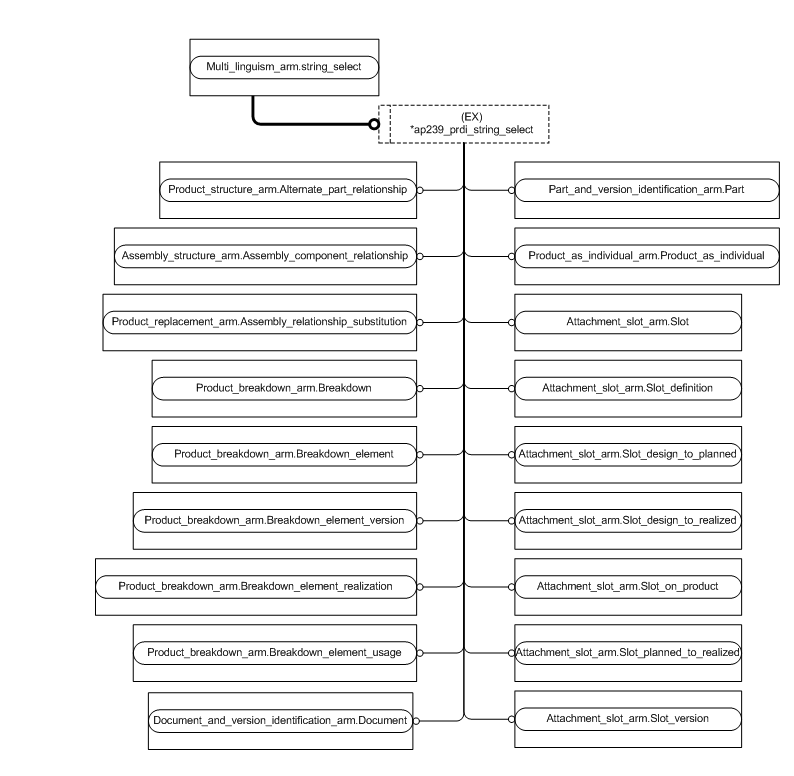 Multi_linguism_arm.string_select
(EX)
*ap239_prdi_string_select
Product_structure_arm.Alternate_part_relationship
Part_and_version_identification_arm.Part
Assembly_structure_arm.Assembly_component_relationship
Product_as_individual_arm.Product_as_individual
Product_replacement_arm.Assembly_relationship_substitution
Attachment_slot_arm.Slot
Product_breakdown_arm.Breakdown
Attachment_slot_arm.Slot_definition
Product_breakdown_arm.Breakdown_element
Attachment_slot_arm.Slot_design_to_planned
Product_breakdown_arm.Breakdown_element_version
Attachment_slot_arm.Slot_design_to_realized
Product_breakdown_arm.Breakdown_element_realization
Attachment_slot_arm.Slot_on_product
Product_breakdown_arm.Breakdown_element_usage
Attachment_slot_arm.Slot_planned_to_realized
Document_and_version_identification_arm.Document
Attachment_slot_arm.Slot_version